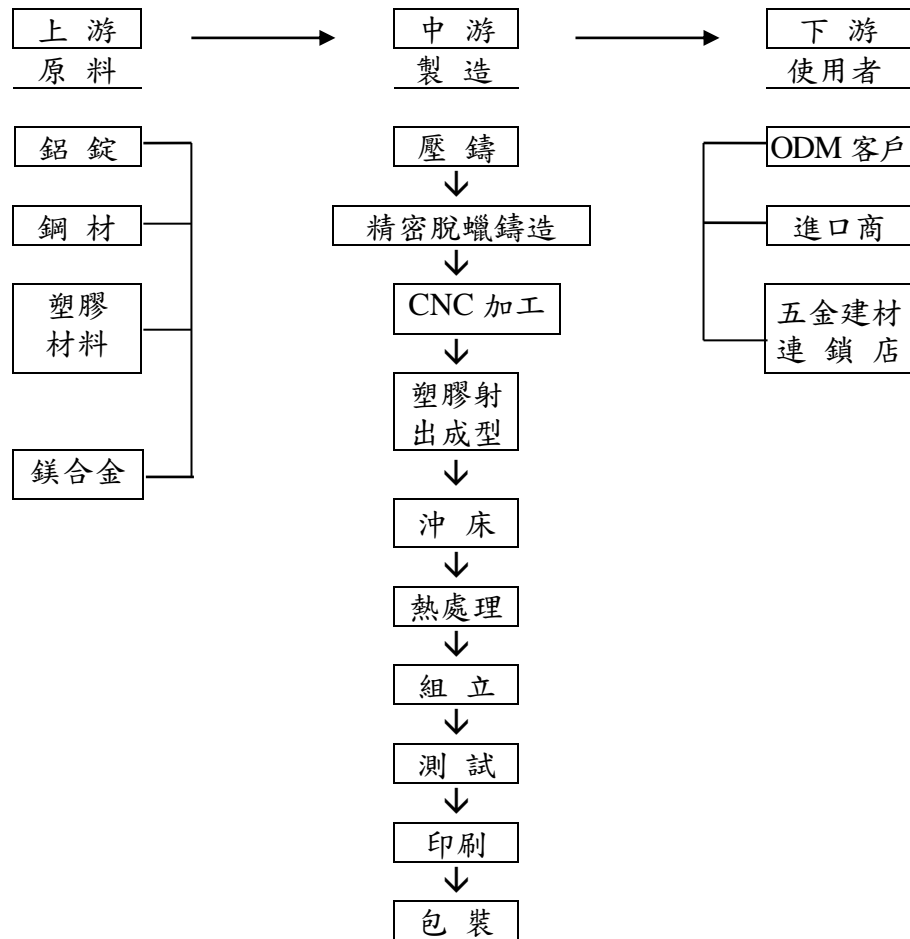 上游
原料
中游
製造
下游
使用者
鋁錠
鋼材
塑膠
材料
鎂合金
壓鑄
精密脫蠟鑄造
CNC 加工
塑膠射
出成型
沖床
熱處理
組立
測試
印刷
包裝
ODM 客戶
進口商
五金建材
連鎖店